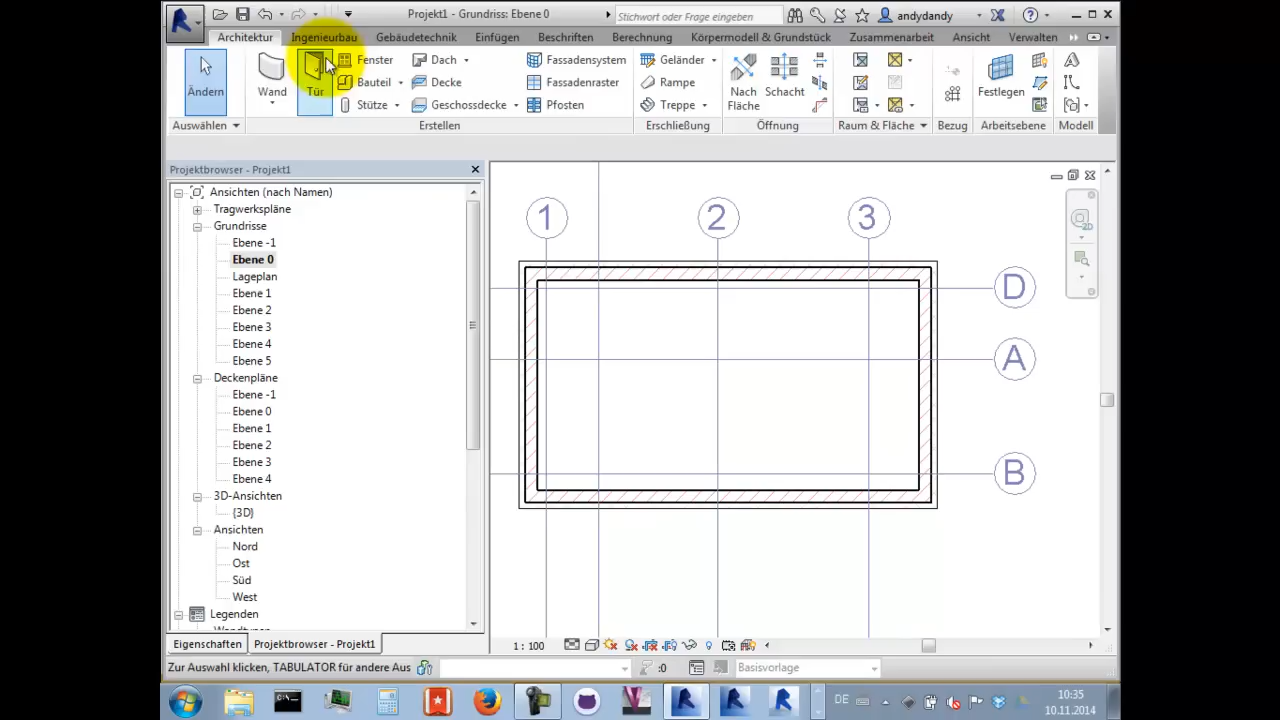 Projekt1 - Grundriss: Ebene 0
Stichwort oder Frage eingeben
andydandy
Architektur
Ingenieurbau
Gebäudetechnik
Einfügen
Beschriften
Berechnung
Körpermodell & Grundstück
Zusammenarbeit
Ansicht
Verwalten
Ändern
Wand
Tür
Fenster
Bauteil
Stütze
Dach
Decke
Geschossdecke
Fassadensystem
Fassadenraster
Pfosten
Geländer
Rampe
Treppe
Nach
Fläche
Schacht
Festlegen
Auswählen
Erstellen
Erschließung
Öffnung
Raum & Fläche
Bezug
Arbeitsebene
Modell
Projektbrowser - Projekt1
Ansichten (nach Namen)
Tragwerkspläne
Grundrisse
Ebene -1
Ebene 0
Lageplan
Ebene 1
Ebene 2
Ebene 3
Ebene 4
Ebene 5
Deckenpläne
Ebene -1
Ebene 0
Ebene 1
Ebene 2
Ebene 3
Ebene 4
3D-Ansichten
{3D}
Ansichten
Nord
Ost
Süd
West
Legenden
1
2
3
D
A
B
2D
Eigenschaften
Projektbrowser - Projekt1
1 : 100
Zur Auswahl klicken, TABULATOR für andere Aus
:0
Basisvorlage
DE
10:35
10.11.2014